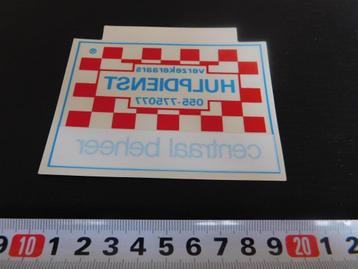 ®
verzekeraars
HULPDIENST
055-775077
centraal beheer
9 10 1 2 3 4 5 6 7 8 9 20 1 2